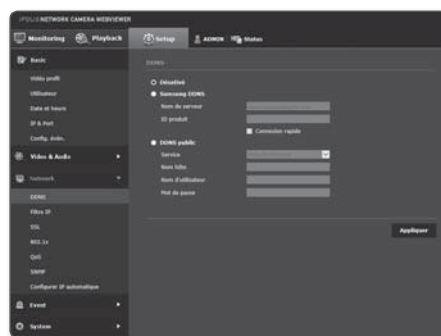 iPOLiS NETWORK CAMERA WEBVIEWER
Monitoring
Playback
Setup
ADMIN
Status
Basic
Vidéo profil
Utilisateur
Date et heure
IP & Port
Config. évén.
Video & Audio
Network
DDNS
Filtre IP
SSL
802.1x
QoS
SNMP
Configurer IP automatique
Event
System
DDNS
Désactivé
Samsung DDNS
Nom de serveur
ID produit
Connexion rapide
DDNS public
Service
Nom hôte
Nom d'utilisateur
Mot de passe
Appliquer